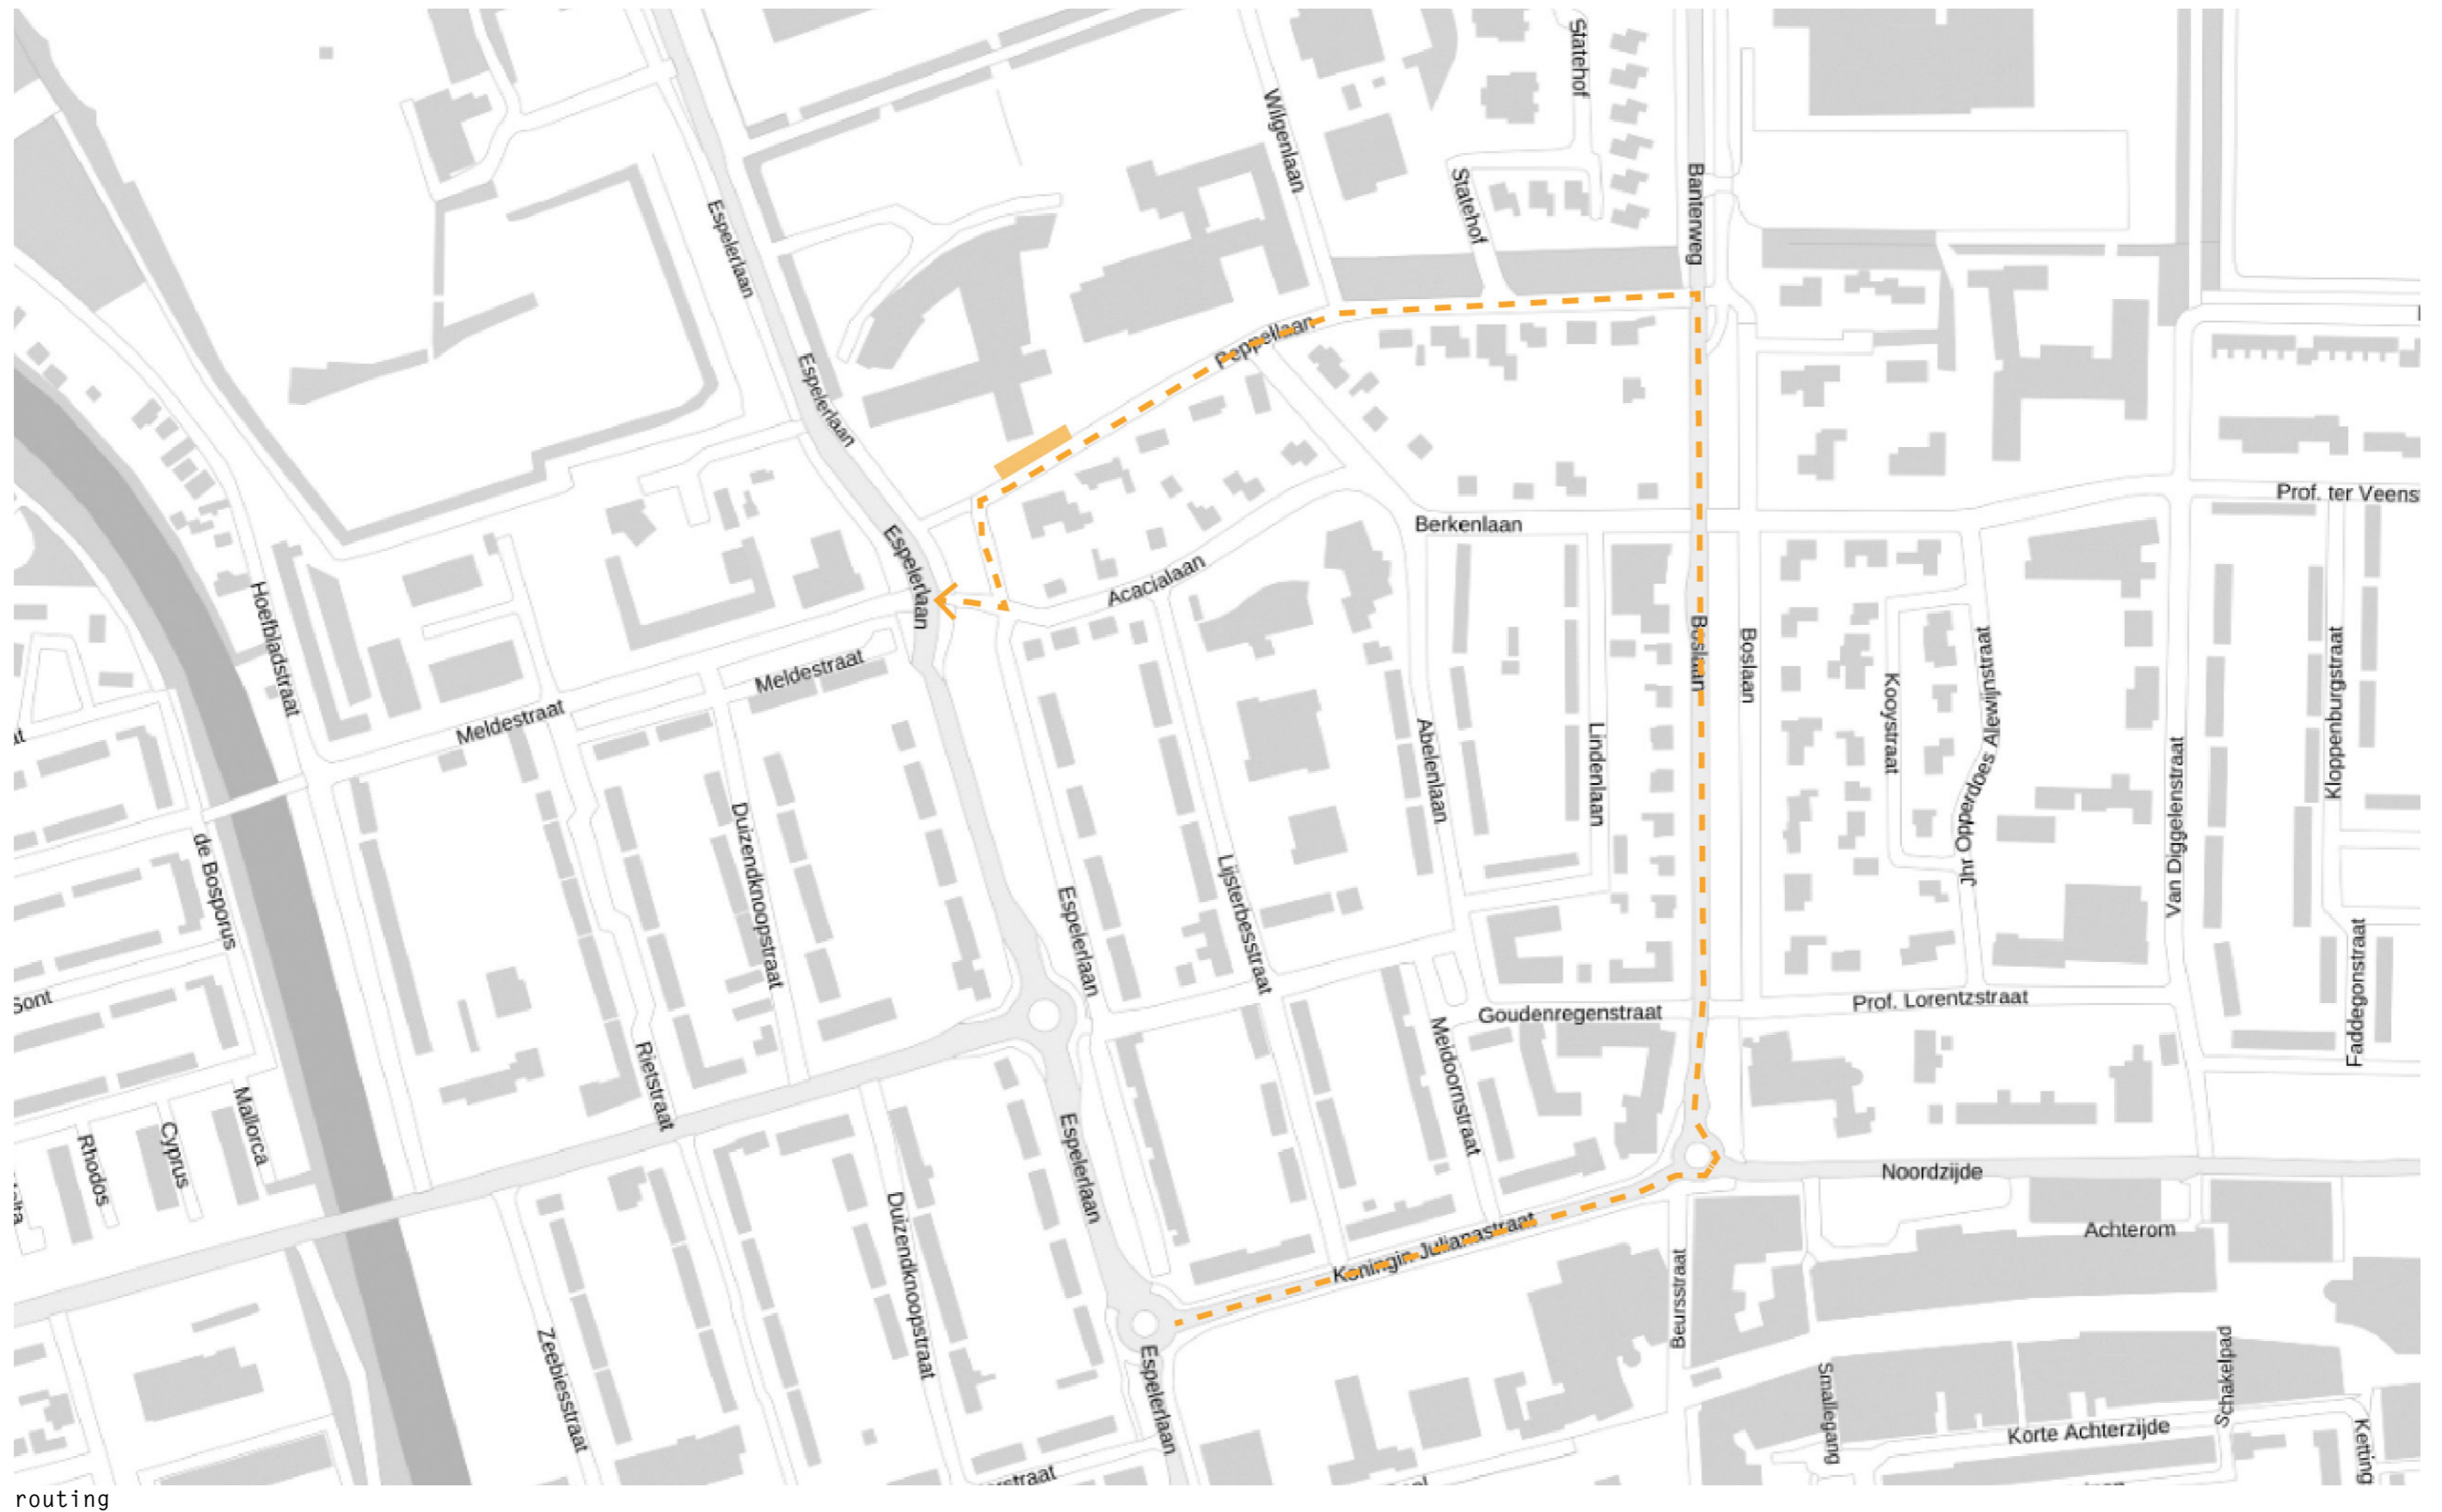 Statehof
Wilgenlaan
Statehof
Banterweg
Espelerlaan
Peppellaan
Espelerlaan
Prof. ter Veens
Berkenlaan
Espelerlaan
Acacialaan
Hoefbladstraat
Boslaan
Boslaan
Kooystraat
Jhr Opperdoes Alewijnstraat
Kloppenburgstraat
Meldestraat
Meldestraat
Abelenlaan
Lindenlaan
Van Diggelenstraat
de Bosporus
Duizendknoopstraat
Espelerlaan
Lijsterbesstraat
Faddegonstraat
Sont
Goudenregenstraat
Prof. Lorentzstraat
Meidoornstraat
Rietstraat
Mallorca
Cyprus
Rhodos
Espelerlaan
Noordzijde
Duizendknoopstraat
Koningin Julianastraat
Achterom
Beursstraat
Zeebiesstraat
Espelerlaan
Smallegang
Schakelpad
Korte Achterzijde
Ketting
straat
routing